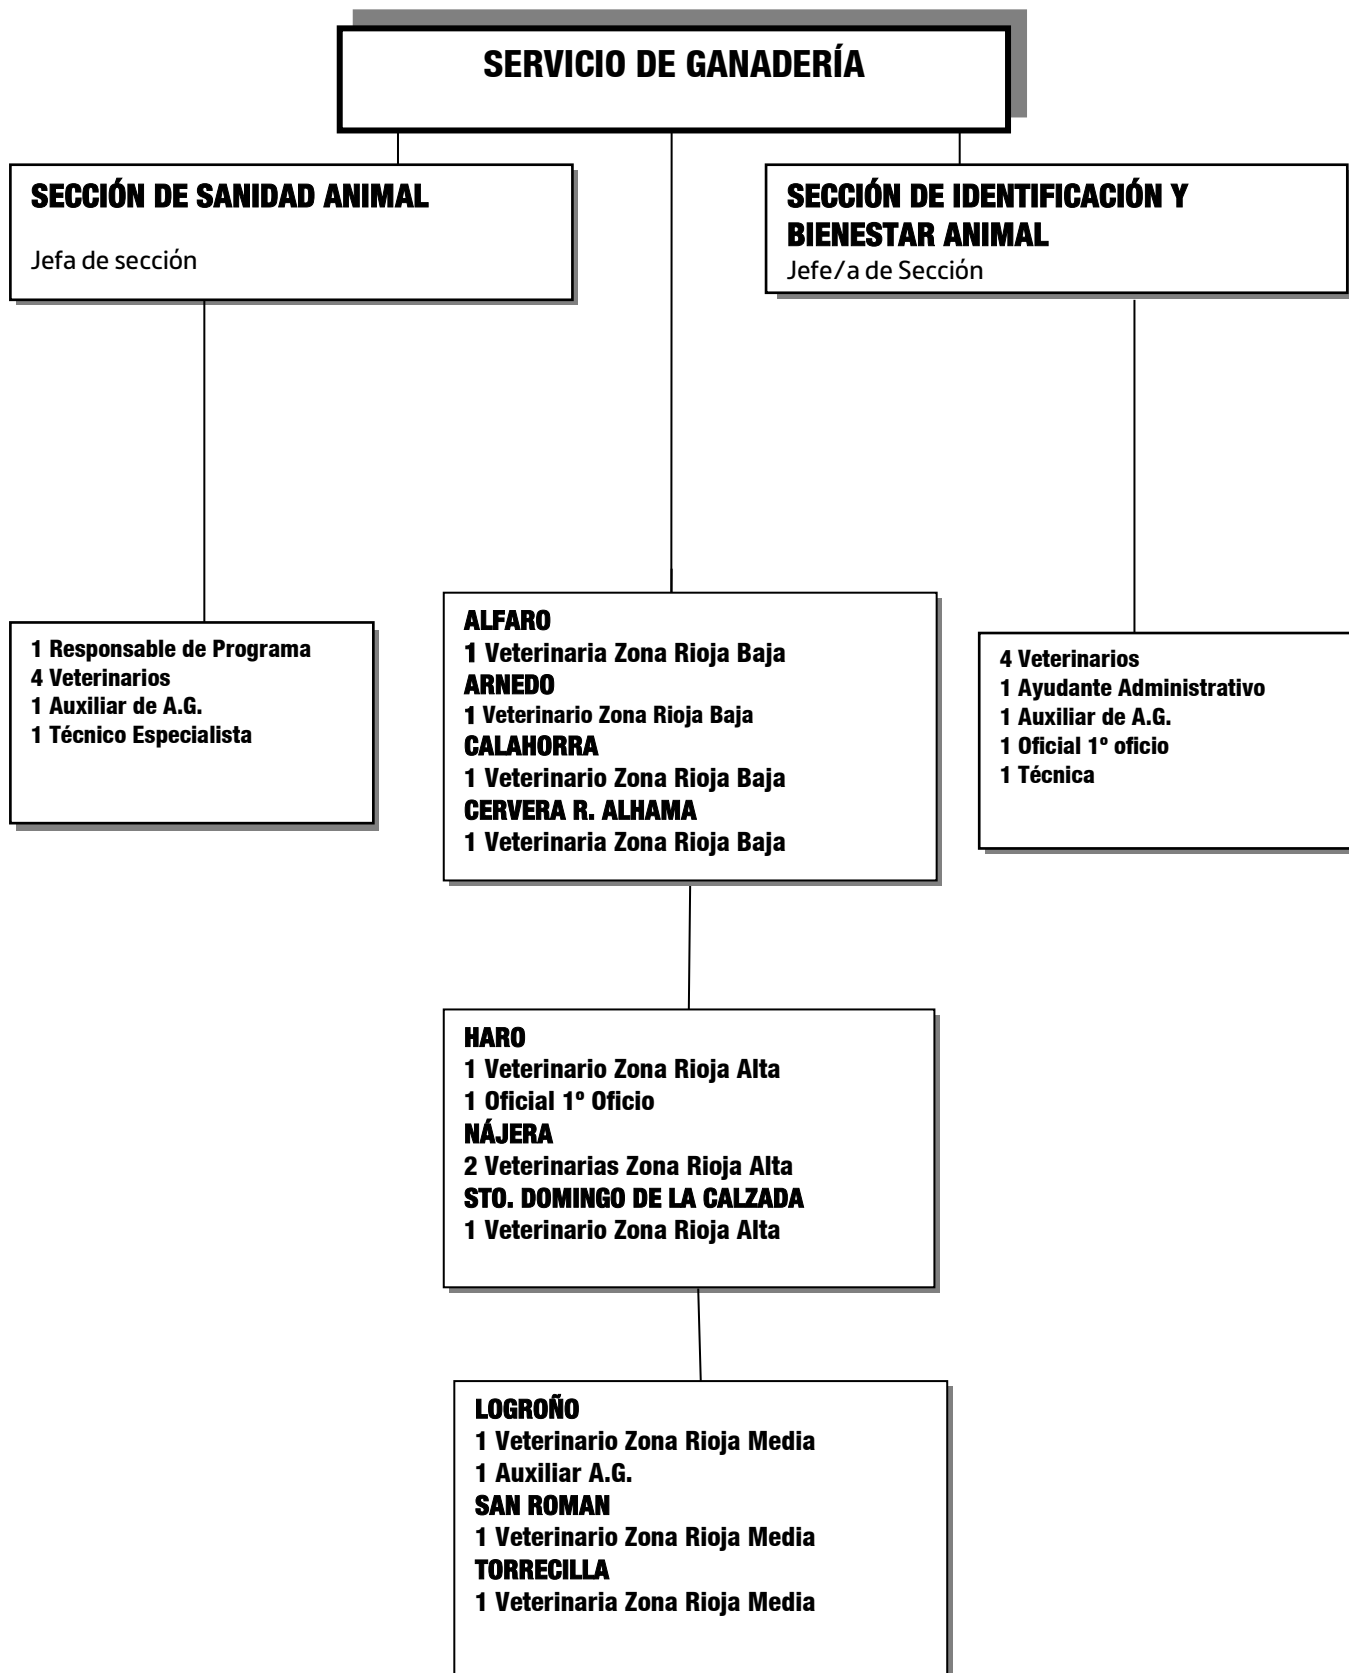 SERVICIO DE GANADERÍA
SECCIÓN DE SANIDAD ANIMAL
Jefa de sección
SECCIÓN DE IDENTIFICACIÓN Y
BIENESTAR ANIMAL
Jefe/a de Sección
1 Responsable de Programa
4 Veterinarios
1 Auxiliar de A.G.
1 Técnico Especialista
ALFARO
1 Veterinaria Zona Rioja Baja
ARNEDO
1 Veterinario Zona Rioja Baja
CALAHORRA
1 Veterinario Zona Rioja Baja
CERVERA R. ALHAMA
1 Veterinaria Zona Rioja Baja
4 Veterinarios
1 Ayudante Administrativo
1 Auxiliar de A.G.
1 Oficial 1º oficio
1 Técnica
HARO
1 Veterinario Zona Rioja Alta
1 Oficial 1º Oficio
NÁJERA
2 Veterinarias Zona Rioja Alta
STO. DOMINGO DE LA CALZADA
1 Veterinario Zona Rioja Alta
LOGROÑO
1 Veterinario Zona Rioja Media
1 Auxiliar A.G.
SAN ROMAN
1 Veterinario Zona Rioja Media
TORRECILLA
1 Veterinaria Zona Rioja Media